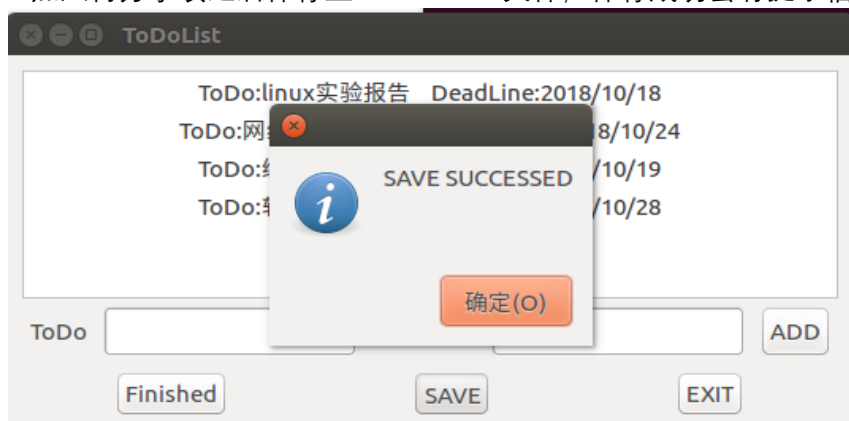 ToDoList
ToDo:linux实验报告 DeadLine:2018/10/18
ToDo:网 18/10/24
ToDo: /10/19
ToDo: /10/28
SAVE SUCCESSED
确定(O)
ToDo ADD
Finished SAVE EXIT